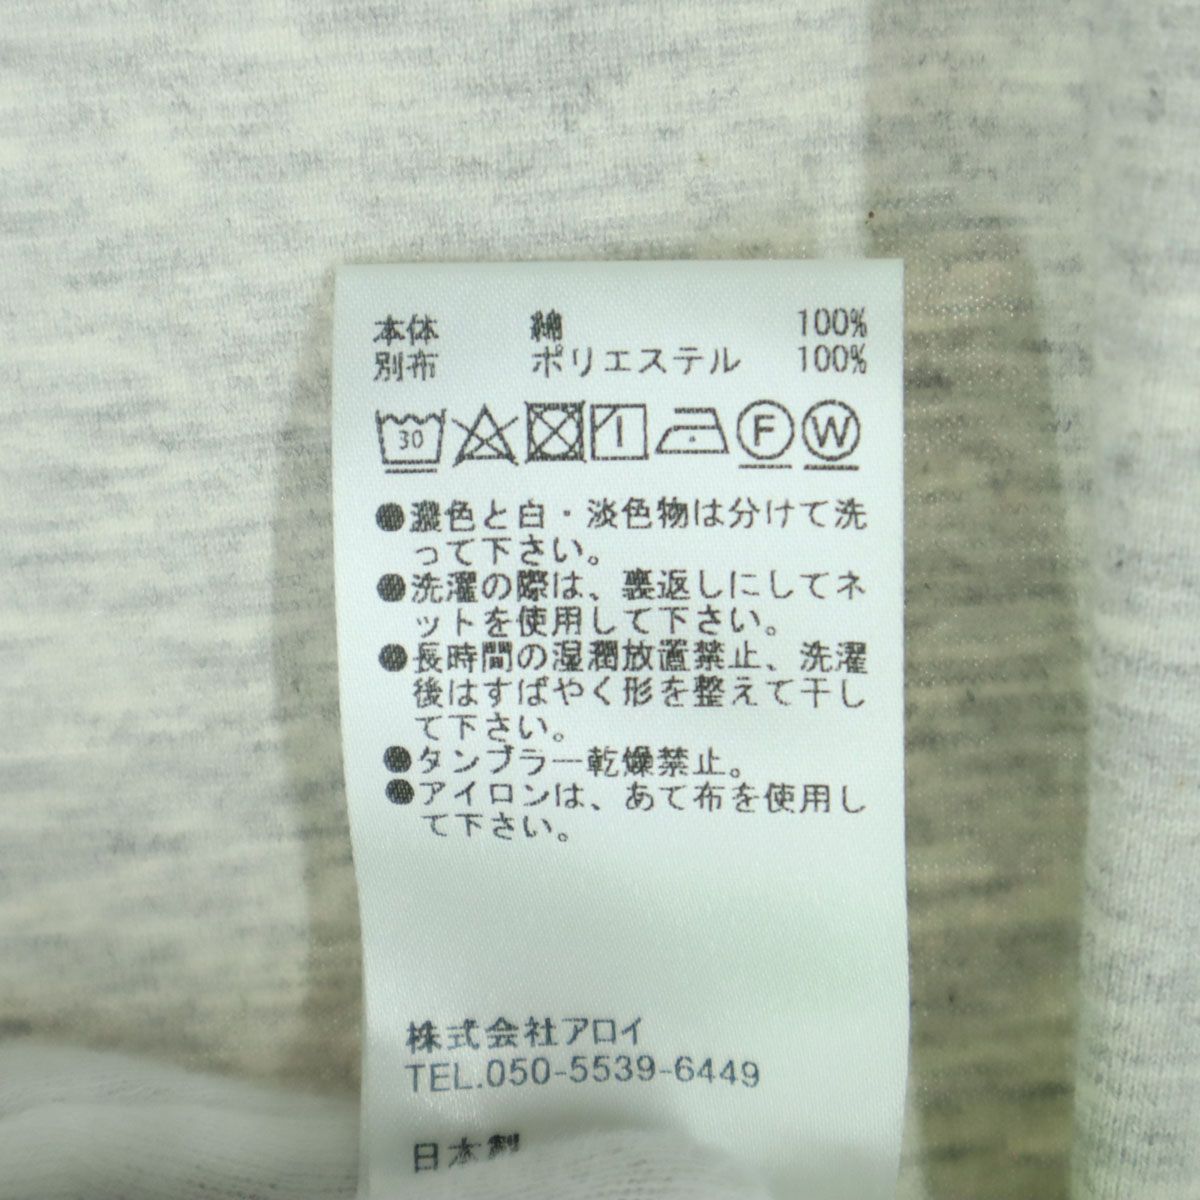 本体 綿 100%
別布 ポリエステル 100%
30 F W
●濃色と白・淡色物は分けて洗
って下さい。
●洗濯の際は、裏返しにしてネ
ットを使用して下さい。
●長時間の湿潤放置禁止、洗濯
後はすばやく形を整えて干し
て下さい。
●タンブラー乾燥禁止。
●アイロンは、あて布を使用し
て下さい。
株式会社アロイ
TEL.050-5539-6449
日本製